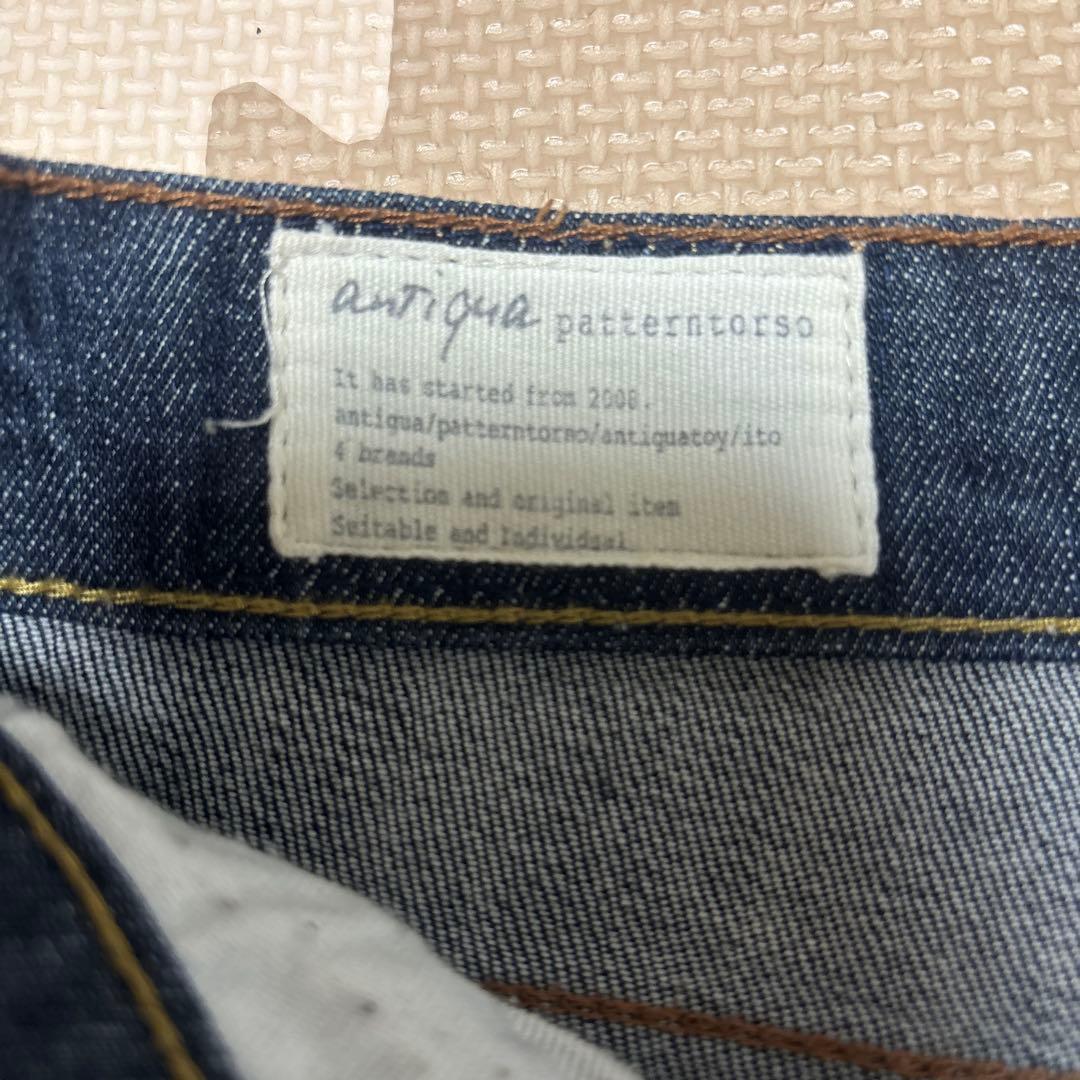 antiqua patterntorso
It has started from 2008.
antiqua/patterntorso/antiquatoy/ito
4 brands
Selection and original item
Suitable and Individual